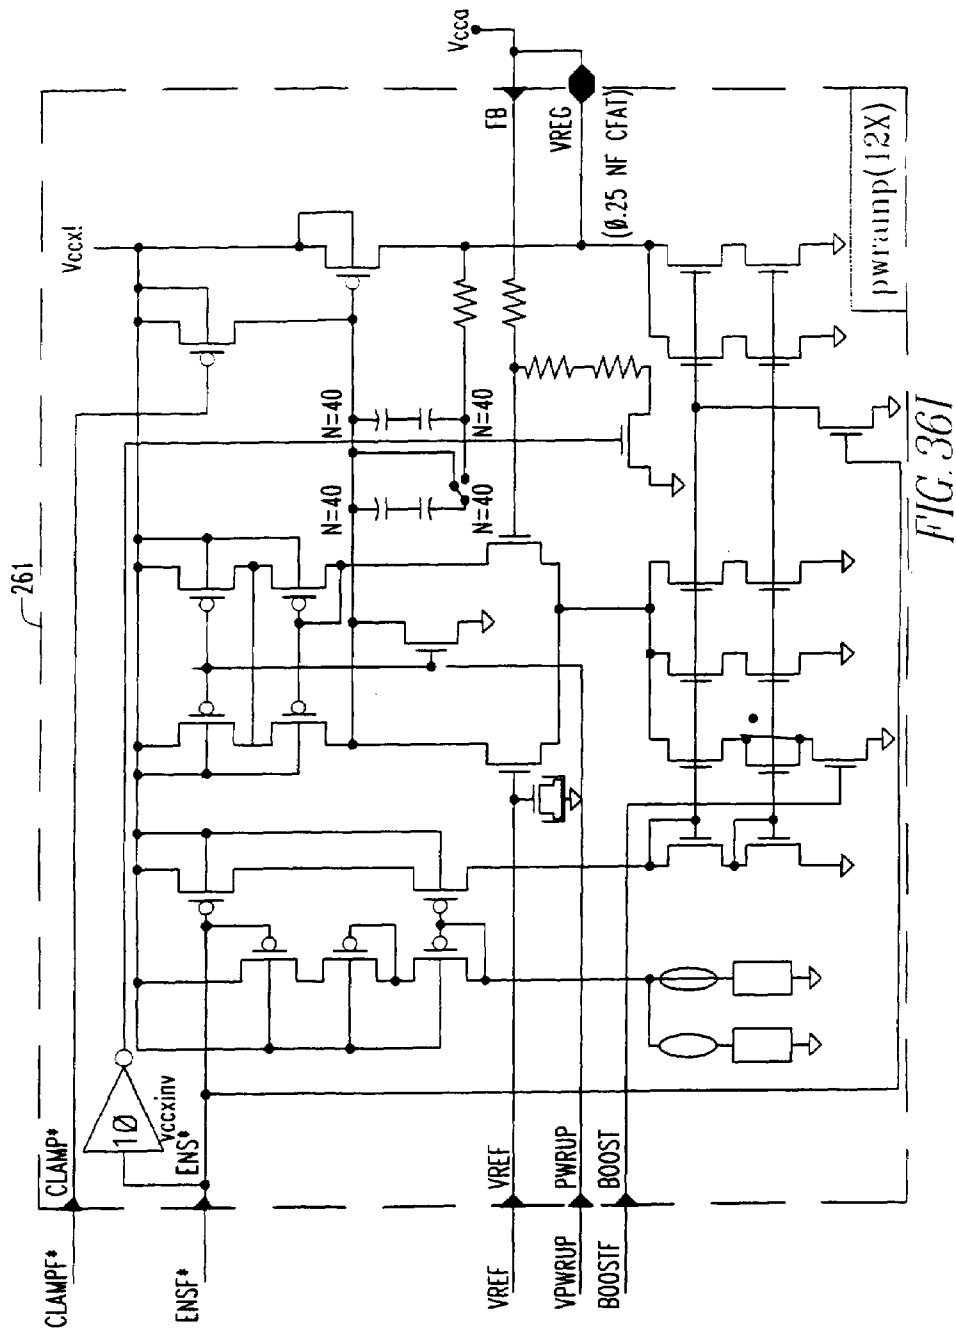 261
Vccx!
Vcca
FB
VREG
(0.25 NF CFAT)
N=40
N=40
N=40
N=40
CLAMPF*
CLAMP*
10
vccxinv
ENSF*
ENS*
VREF
VREF
VPWRUP
PWRUP
BOOSTF
BOOST
pwramp(12X)
FIG. 36I